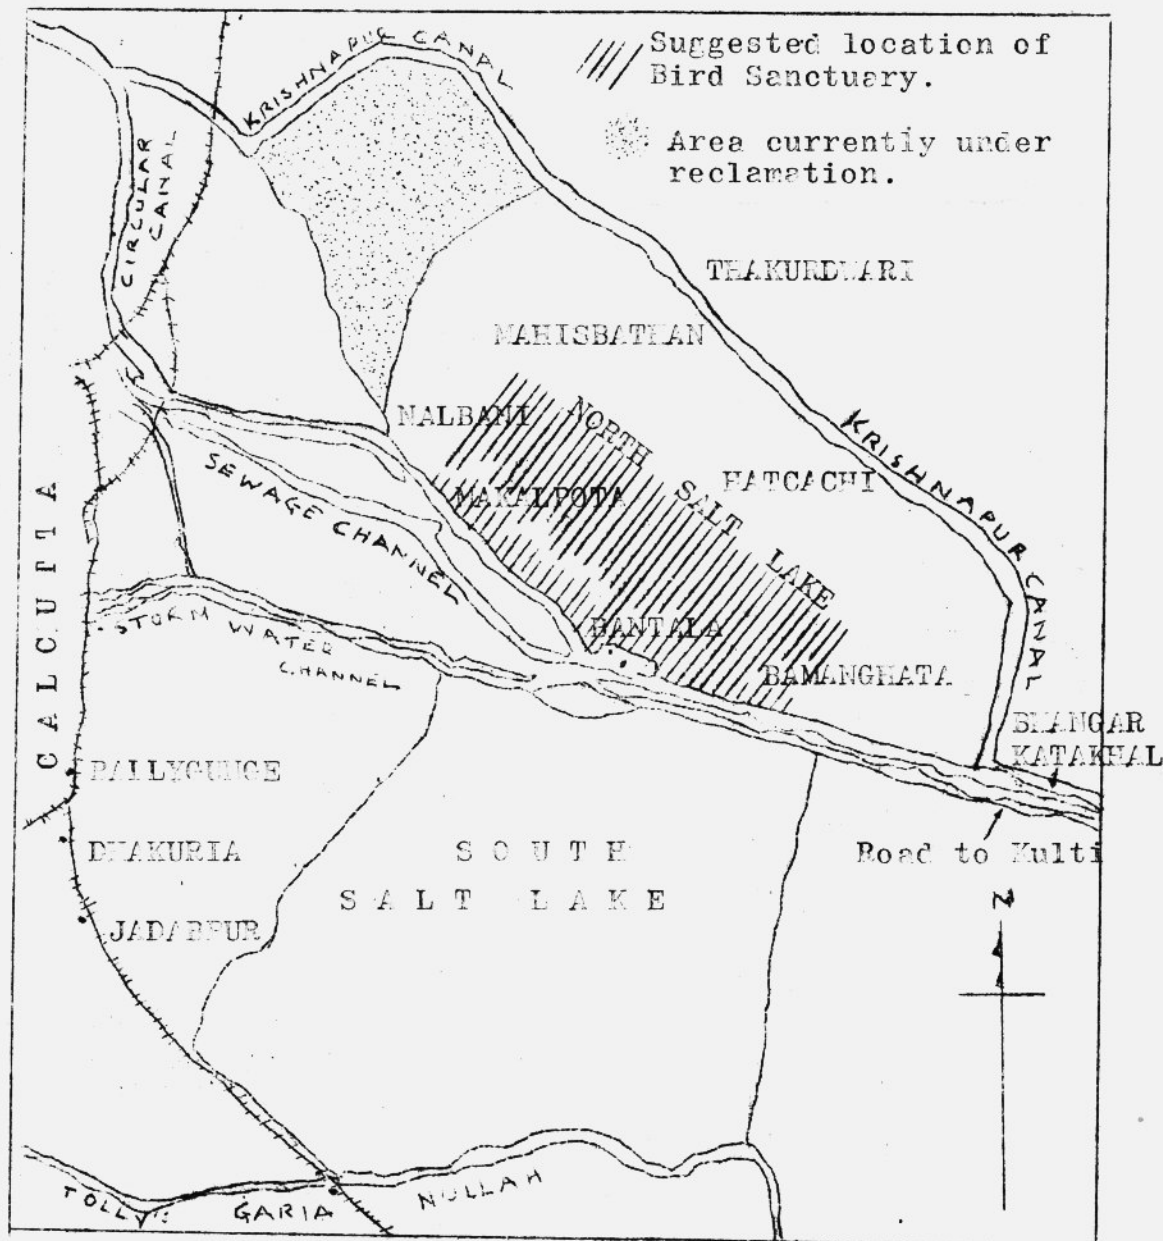 Suggested location of
Bird Sanctuary.
Area currently under
reclamation.
KRISHNAPUR CANAL
CIRCULAR
CANAL
THAKURDWARI
MAHISBATHAN
NALBANI
NORTH SALT LAKE
KRISHNAPUR CANAL
HATGACHI
MAKALPOTA
SEWAGE CHANNEL
CALCUTTA
STORM WATER
CHANNEL
BANTALA
BAMANGHATA
BHANGAR
KATAKHAL
BALLYGUNGE
DHAKURIA
SOUTH
SALT LAKE
Road to Kulti
JADABPUR
N
TOLLY'S
GARIA
NULLAH